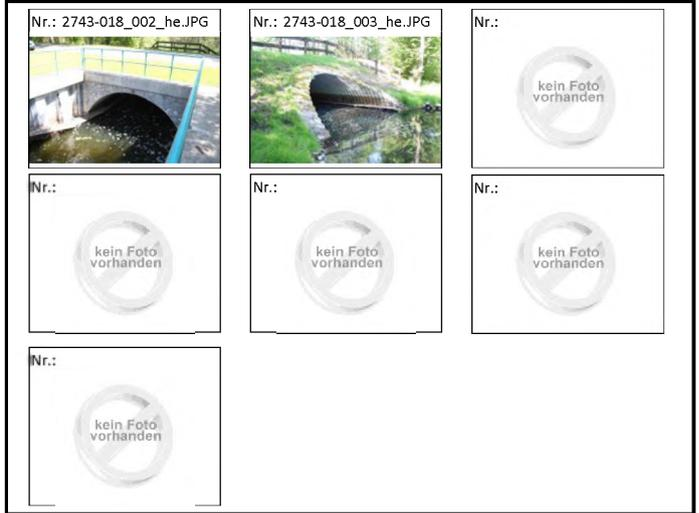 Nr.: 2743-018_002_he.JPG
Nr.: 2743-018_003_he.JPG
Nr.:
kein Foto
vorhanden
Nr.:
kein Foto
vorhanden
Nr.:
kein Foto
vorhanden
Nr.:
kein Foto
vorhanden
Nr.:
kein Foto
vorhanden